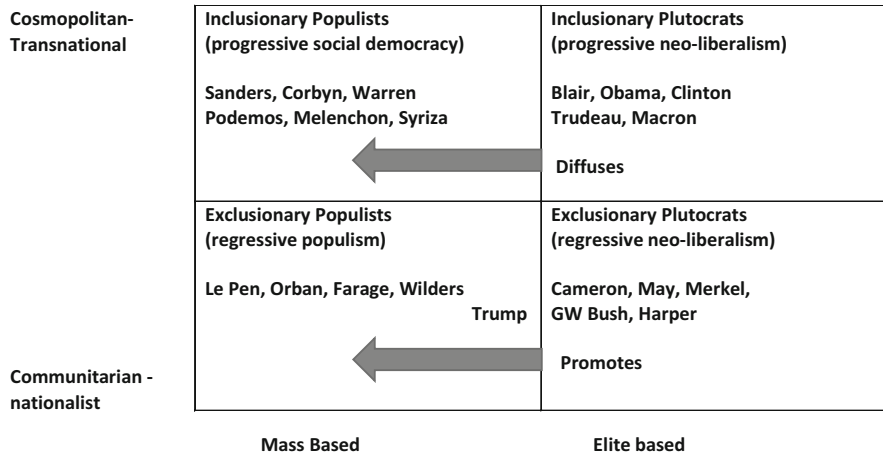 Cosmopolitan-
Transnational
Inclusionary Populists
(progressive social democracy)
Sanders, Corbyn, Warren
Podemos, Melenchon, Syriza
Inclusionary Plutocrats
(progressive neo-liberalism)
Blair, Obama, Clinton
Trudeau, Macron
Diffuses
Exclusionary Populists
(regressive populism)
Le Pen, Orban, Farage, Wilders
Trump
Exclusionary Plutocrats
(regressive neo-liberalism)
Cameron, May, Merkel,
GW Bush, Harper
Promotes
Communitarian -
nationalist
Mass Based
Elite based